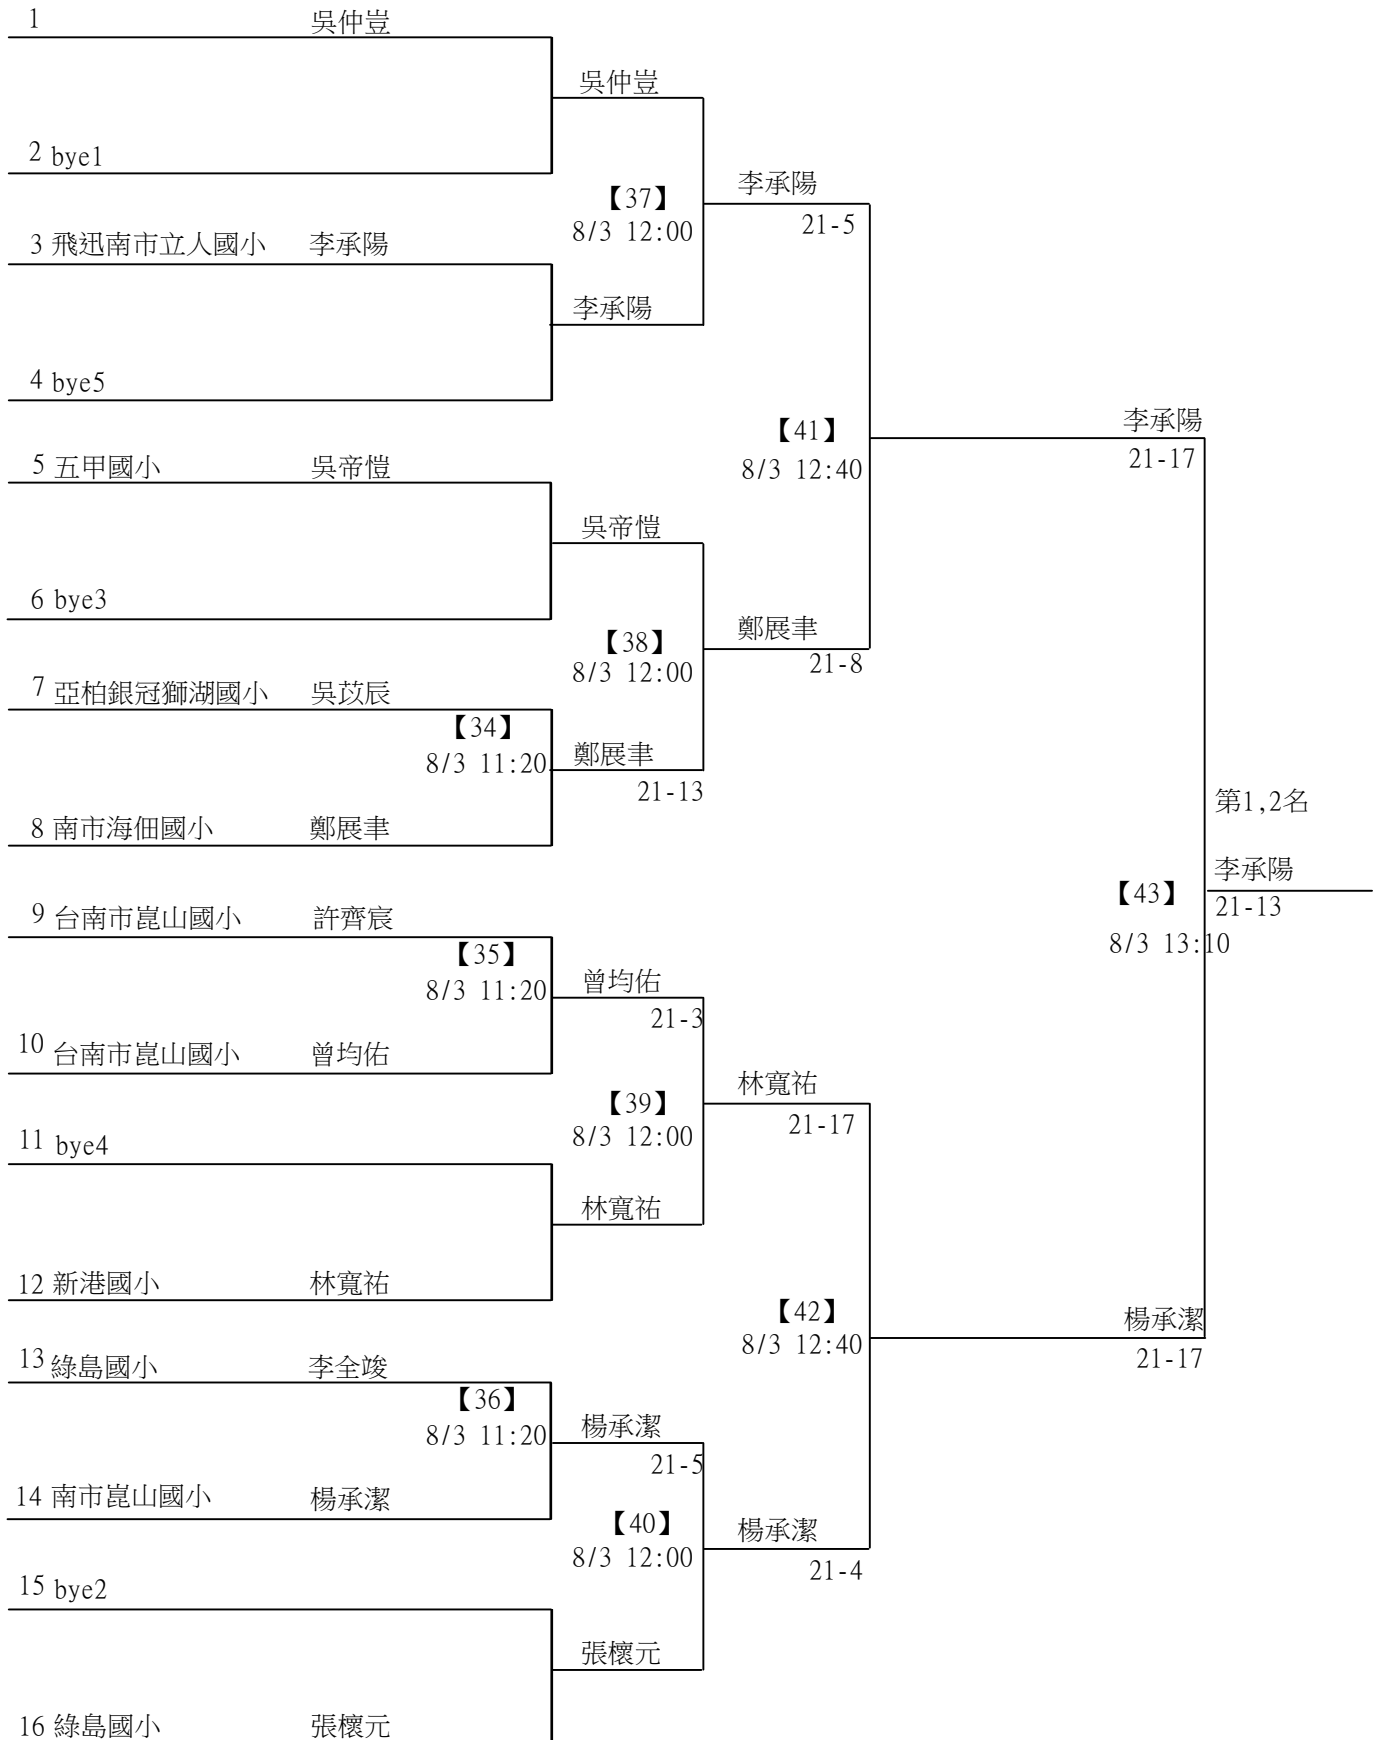 1 吳仲豈
吳仲豈
2 bye1
李承陽
【37】
21-5
8/3 12:00
3 飛迅南市立人國小 李承陽
李承陽
4 bye5
李承陽
【41】
21-17
8/3 12:40
5 五甲國小 吳帝愷
吳帝愷
6 bye3
鄭展聿
【38】
21-8
8/3 12:00
7 亞柏銀冠獅湖國小 吳苡辰
【34】
8/3 11:20
鄭展聿
21-13
第1,2名
8 南市海佃國小 鄭展聿
李承陽
【43】
21-13
8/3 13:10
9 台南市崑山國小 許齊宸
【35】
8/3 11:20
曾均佑
21-3
10 台南市崑山國小 曾均佑
林寬祐
【39】
21-17
8/3 12:00
11 bye4
林寬祐
12 新港國小 林寬祐
【42】
8/3 12:40
楊承潔
21-17
13 綠島國小 李全竣
【36】
8/3 11:20
楊承潔
21-5
14 南市崑山國小 楊承潔
【40】
楊承潔
8/3 12:00
21-4
15 bye2
張櫰元
16 綠島國小 張櫰元